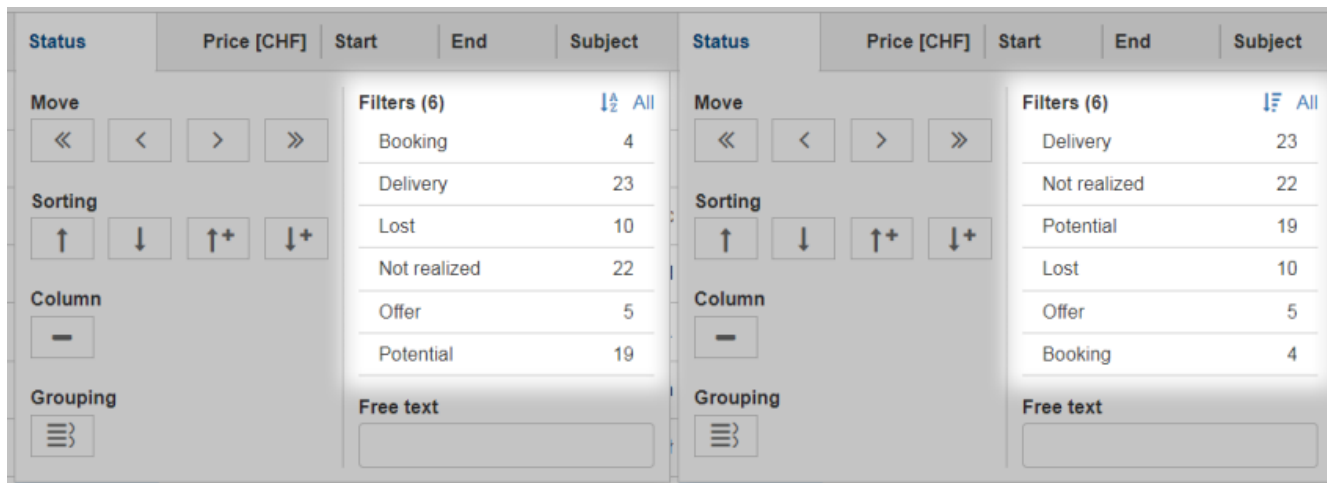 Status Price [CHF] Start End Subject
Move
Sorting
Column
Grouping
Filters (6) All
Booking 4
Delivery 23
Lost 10
Not realized 22
Offer 5
Potential 19
Free text
Status Price [CHF] Start End Subject
Move
Sorting
Column
Grouping
Filters (6) All
Delivery 23
Not realized 22
Potential 19
Lost 10
Offer 5
Booking 4
Free text